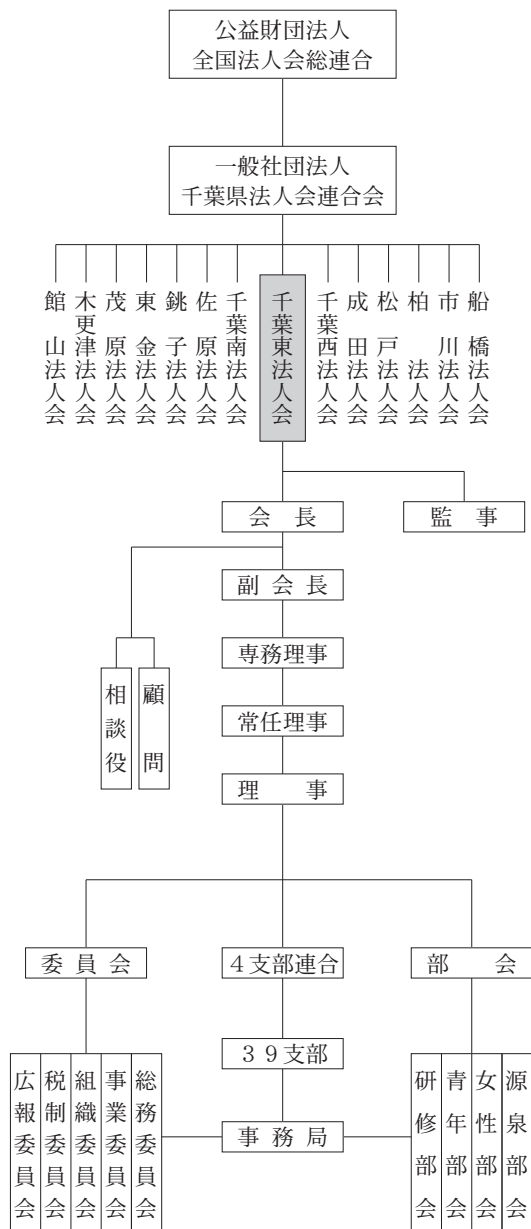 公益財団法人
全国法人会総連合
一般社団法人
千葉県法人会連合会
館山法人会
木更津法人会
茂原法人会
東金法人会
銚子法人会
佐原法人会
千葉南法人会
千葉東法人会
千葉西法人会
成田法人会
松戸法人会
柏法人会
市川法人会
船橋法人会
会長
監事
副会長
専務理事
相談役
顧問
常任理事
理事
委員会
4支部連合
部会
39支部
広報委員会
税制委員会
組織委員会
事業委員会
総務委員会
事務局
研修部会
青年部会
女性部会
源泉部会